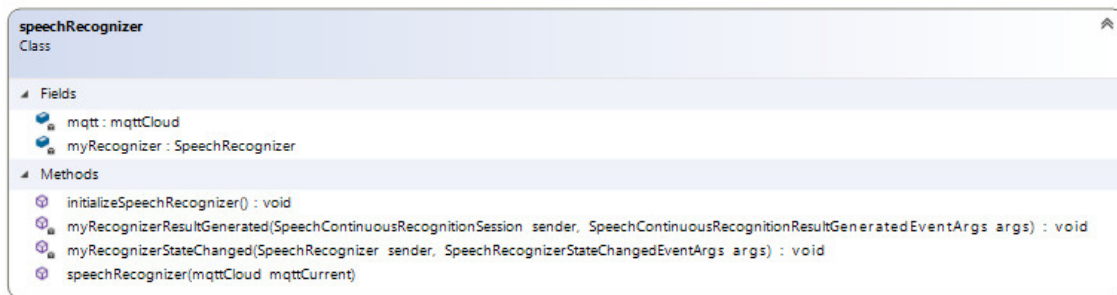 speechRecognizer
Class
Fields
mqtt : mqttCloud
myRecognizer : SpeechRecognizer
Methods
initializeSpeechRecognizer() : void
myRecognizerResultGenerated(SpeechContinuousRecognitionSession sender, SpeechContinuousRecognitionResultGeneratedEventArgs args) : void
myRecognizerStateChanged(SpeechRecognizer sender, SpeechRecognizerStateChangedEventArgs args) : void
speechRecognizer(mqttCloud mqttCurrent)